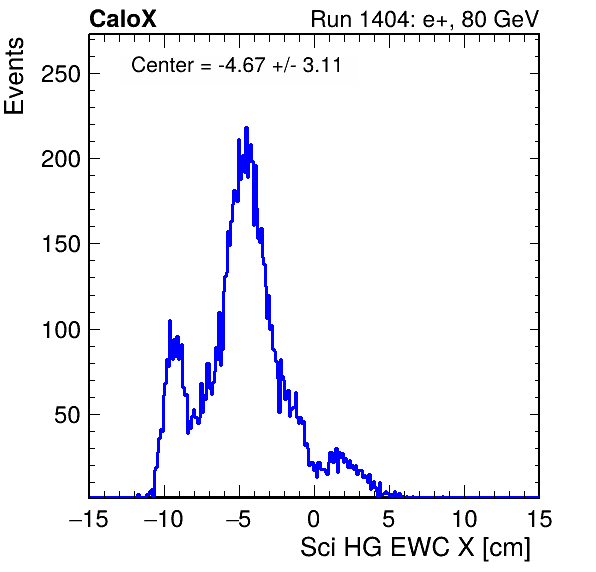 CaloX
Run 1404: e+, 80 GeV
Center = -4.67 +/- 3.11
Events
250
200
150
100
50
−15
−10
−5
0
5
10
15
Sci HG EWC X [cm]